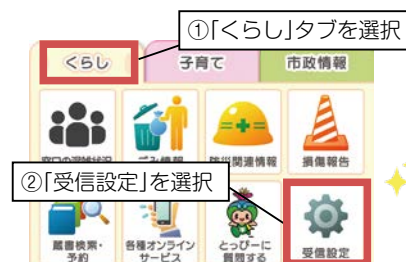 ①「くらし」タブを選択
くらし
子育て
市政情報
窓口の混雑状況
ごみ情報
防災関連情報
損傷報告
②「受信設定」を選択
蔵書検索・
予約
各種オンライン
サービス
とっぴーに
質問する
受信設定